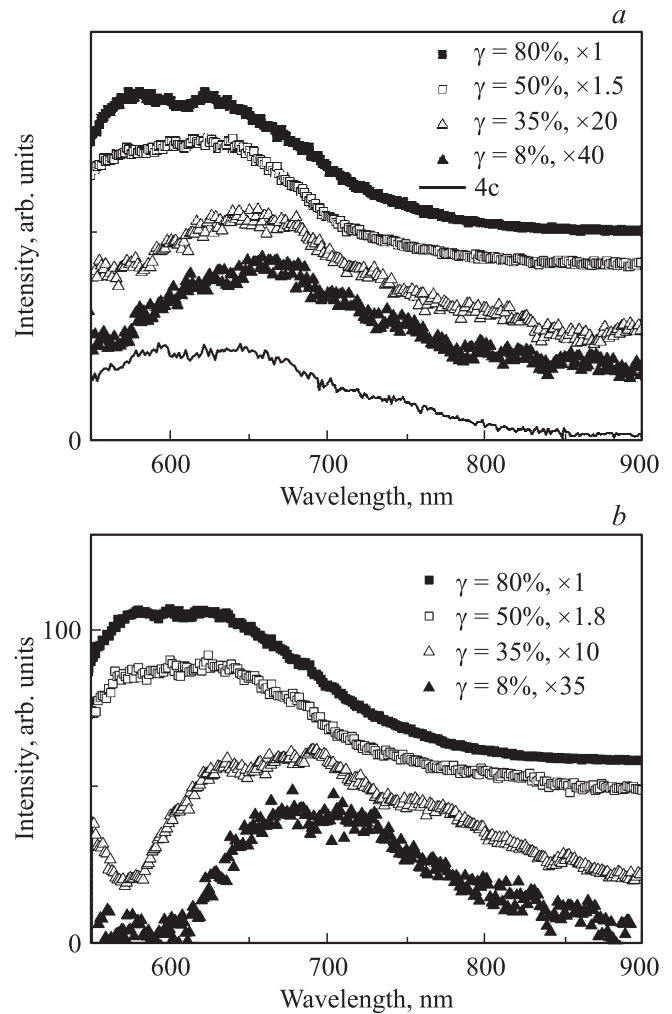 a
γ = 80%, ×1
γ = 50%, ×1.5
γ = 35%, ×20
γ = 8%, ×40
4c
Intensity, arb. units
0
600 700 800 900
Wavelength, nm
b
γ = 80%, ×1
γ = 50%, ×1.8
γ = 35%, ×10
γ = 8%, ×35
100
Intensity, arb. units
0
600 700 800 900
Wavelength, nm